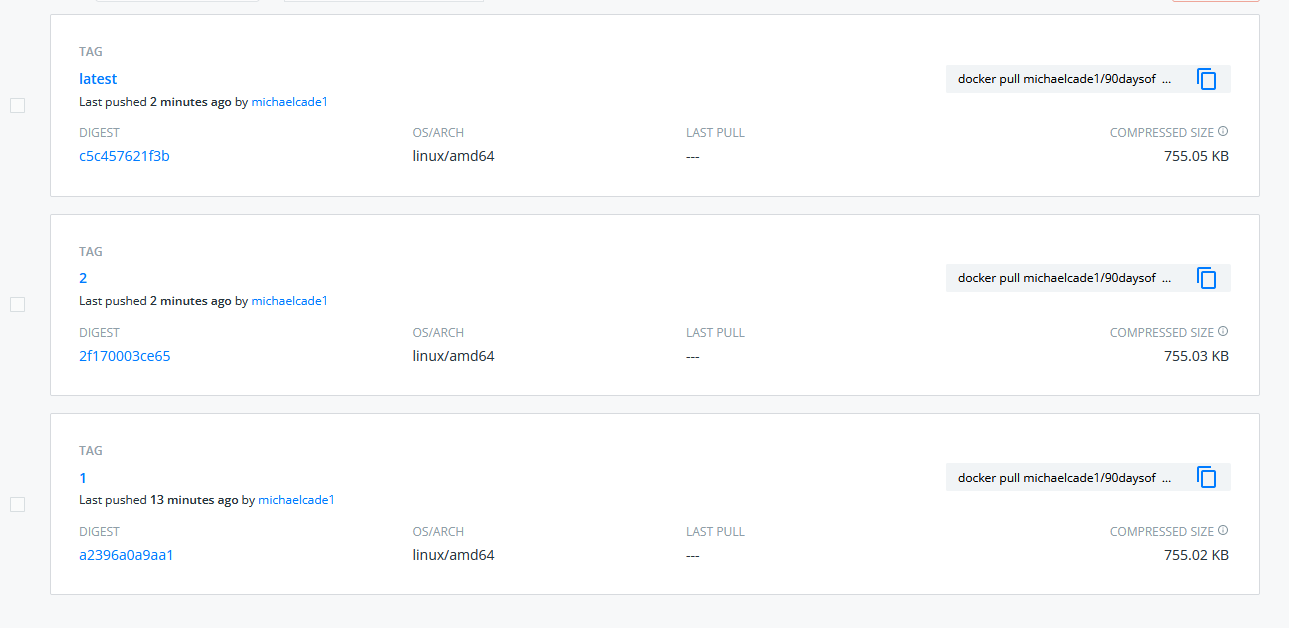 TAG
latest
docker pull michaelcade1/90daysof ...
Last pushed 2 minutes ago by michaelcade1
DIGEST OS/ARCH LAST PULL COMPRESSED SIZE
c5c457621f3b linux/amd64 --- 755.05 KB
TAG
2
docker pull michaelcade1/90daysof ...
Last pushed 2 minutes ago by michaelcade1
DIGEST OS/ARCH LAST PULL COMPRESSED SIZE
2f170003ce65 linux/amd64 --- 755.03 KB
TAG
1
docker pull michaelcade1/90daysof ...
Last pushed 13 minutes ago by michaelcade1
DIGEST OS/ARCH LAST PULL COMPRESSED SIZE
a2396a0a9aa1 linux/amd64 --- 755.02 KB